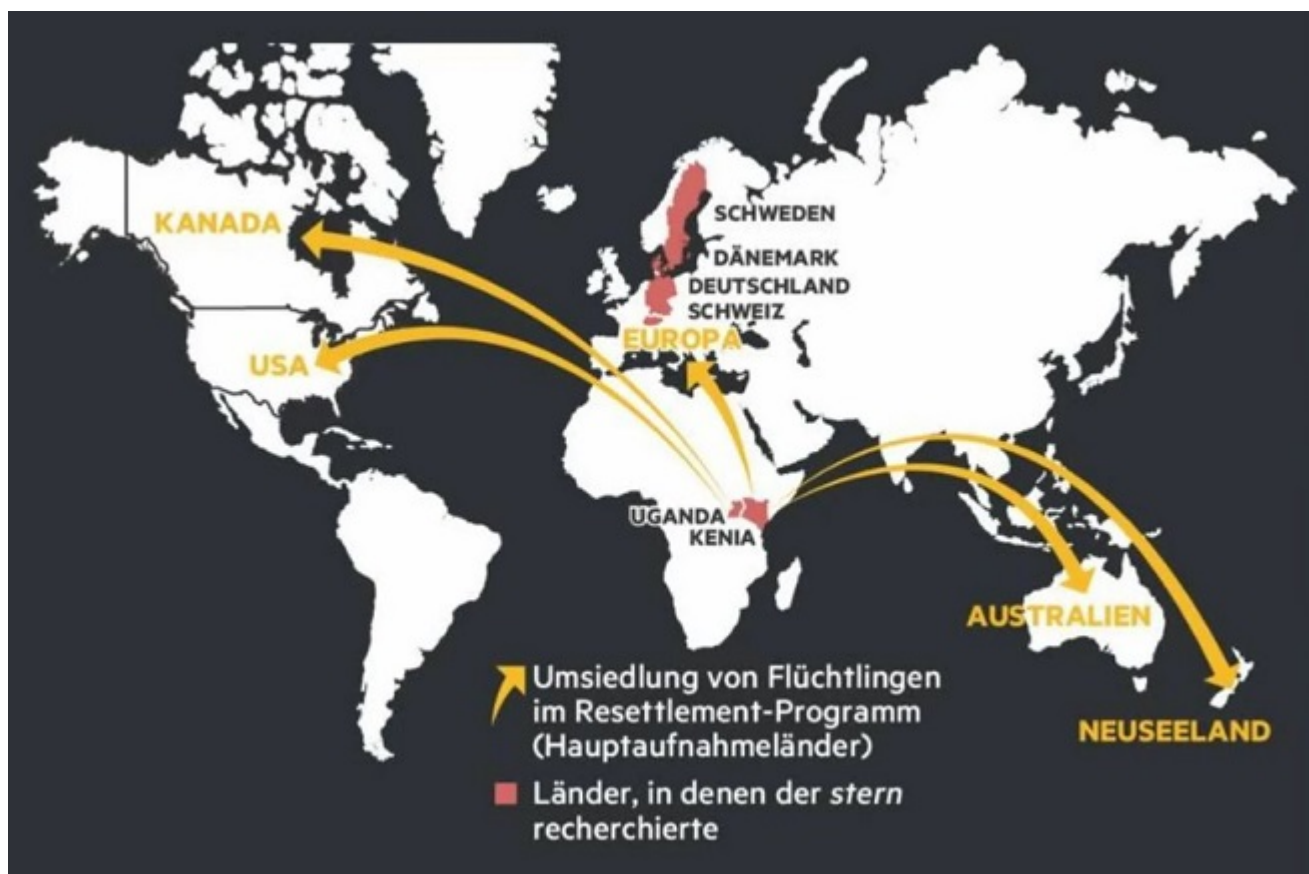 KANADA
USA
SCHWEDEN
DÄNEMARK
DEUTSCHLAND
SCHWEIZ
EUROPA
UGANDA
KENIA
AUSTRALIEN
NEUSEELAND
Umsiedlung von Flüchtlingen
im Resettlement-Programm
(Hauptaufnahmeländer)
Länder, in denen der stern
recherchierte